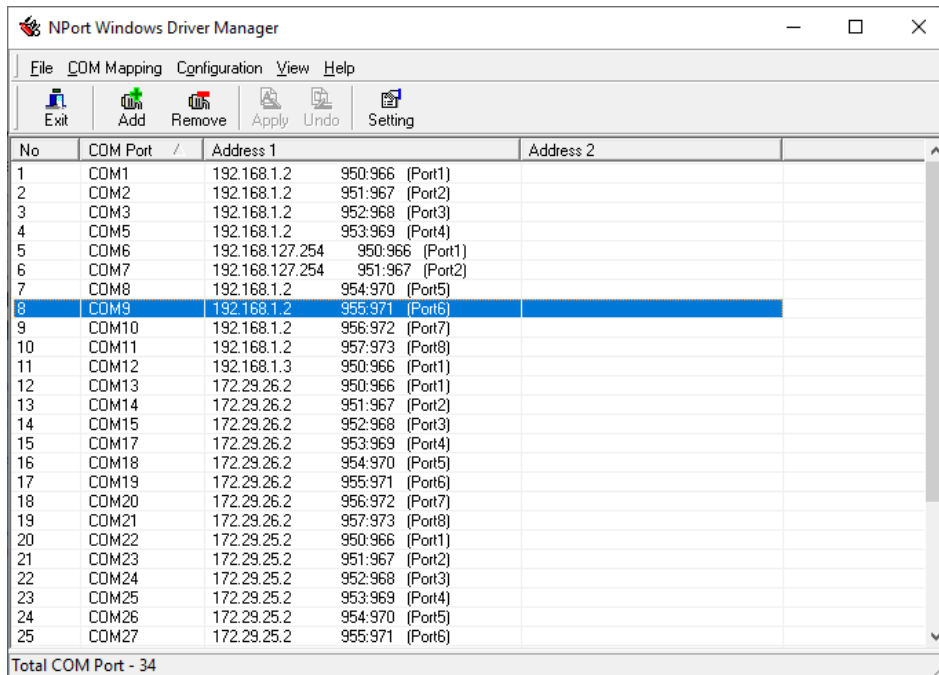 NPort Windows Driver Manager
File COM Mapping Configuration View Help
Exit Add Remove Apply Undo Setting
No COM Port Address 1 Address 2
1 COM1 192.168.1.2 950:966 (Port1)
2 COM2 192.168.1.2 951:967 (Port2)
3 COM3 192.168.1.2 952:968 (Port3)
4 COM5 192.168.1.2 953:969 (Port4)
5 COM6 192.168.127.254 950:966 (Port1)
6 COM7 192.168.127.254 951:967 (Port2)
7 COM8 192.168.1.2 954:970 (Port5)
8 COM9 192.168.1.2 955:971 (Port6)
9 COM10 192.168.1.2 956:972 (Port7)
10 COM11 192.168.1.2 957:973 (Port8)
11 COM12 192.168.1.3 950:966 (Port1)
12 COM13 172.29.26.2 950:966 (Port1)
13 COM14 172.29.26.2 951:967 (Port2)
14 COM15 172.29.26.2 952:968 (Port3)
15 COM17 172.29.26.2 953:969 (Port4)
16 COM18 172.29.26.2 954:970 (Port5)
17 COM19 172.29.26.2 955:971 (Port6)
18 COM20 172.29.26.2 956:972 (Port7)
19 COM21 172.29.26.2 957:973 (Port8)
20 COM22 172.29.25.2 950:966 (Port1)
21 COM23 172.29.25.2 951:967 (Port2)
22 COM24 172.29.25.2 952:968 (Port3)
23 COM25 172.29.25.2 953:969 (Port4)
24 COM26 172.29.25.2 954:970 (Port5)
25 COM27 172.29.25.2 955:971 (Port6)
Total COM Port - 34